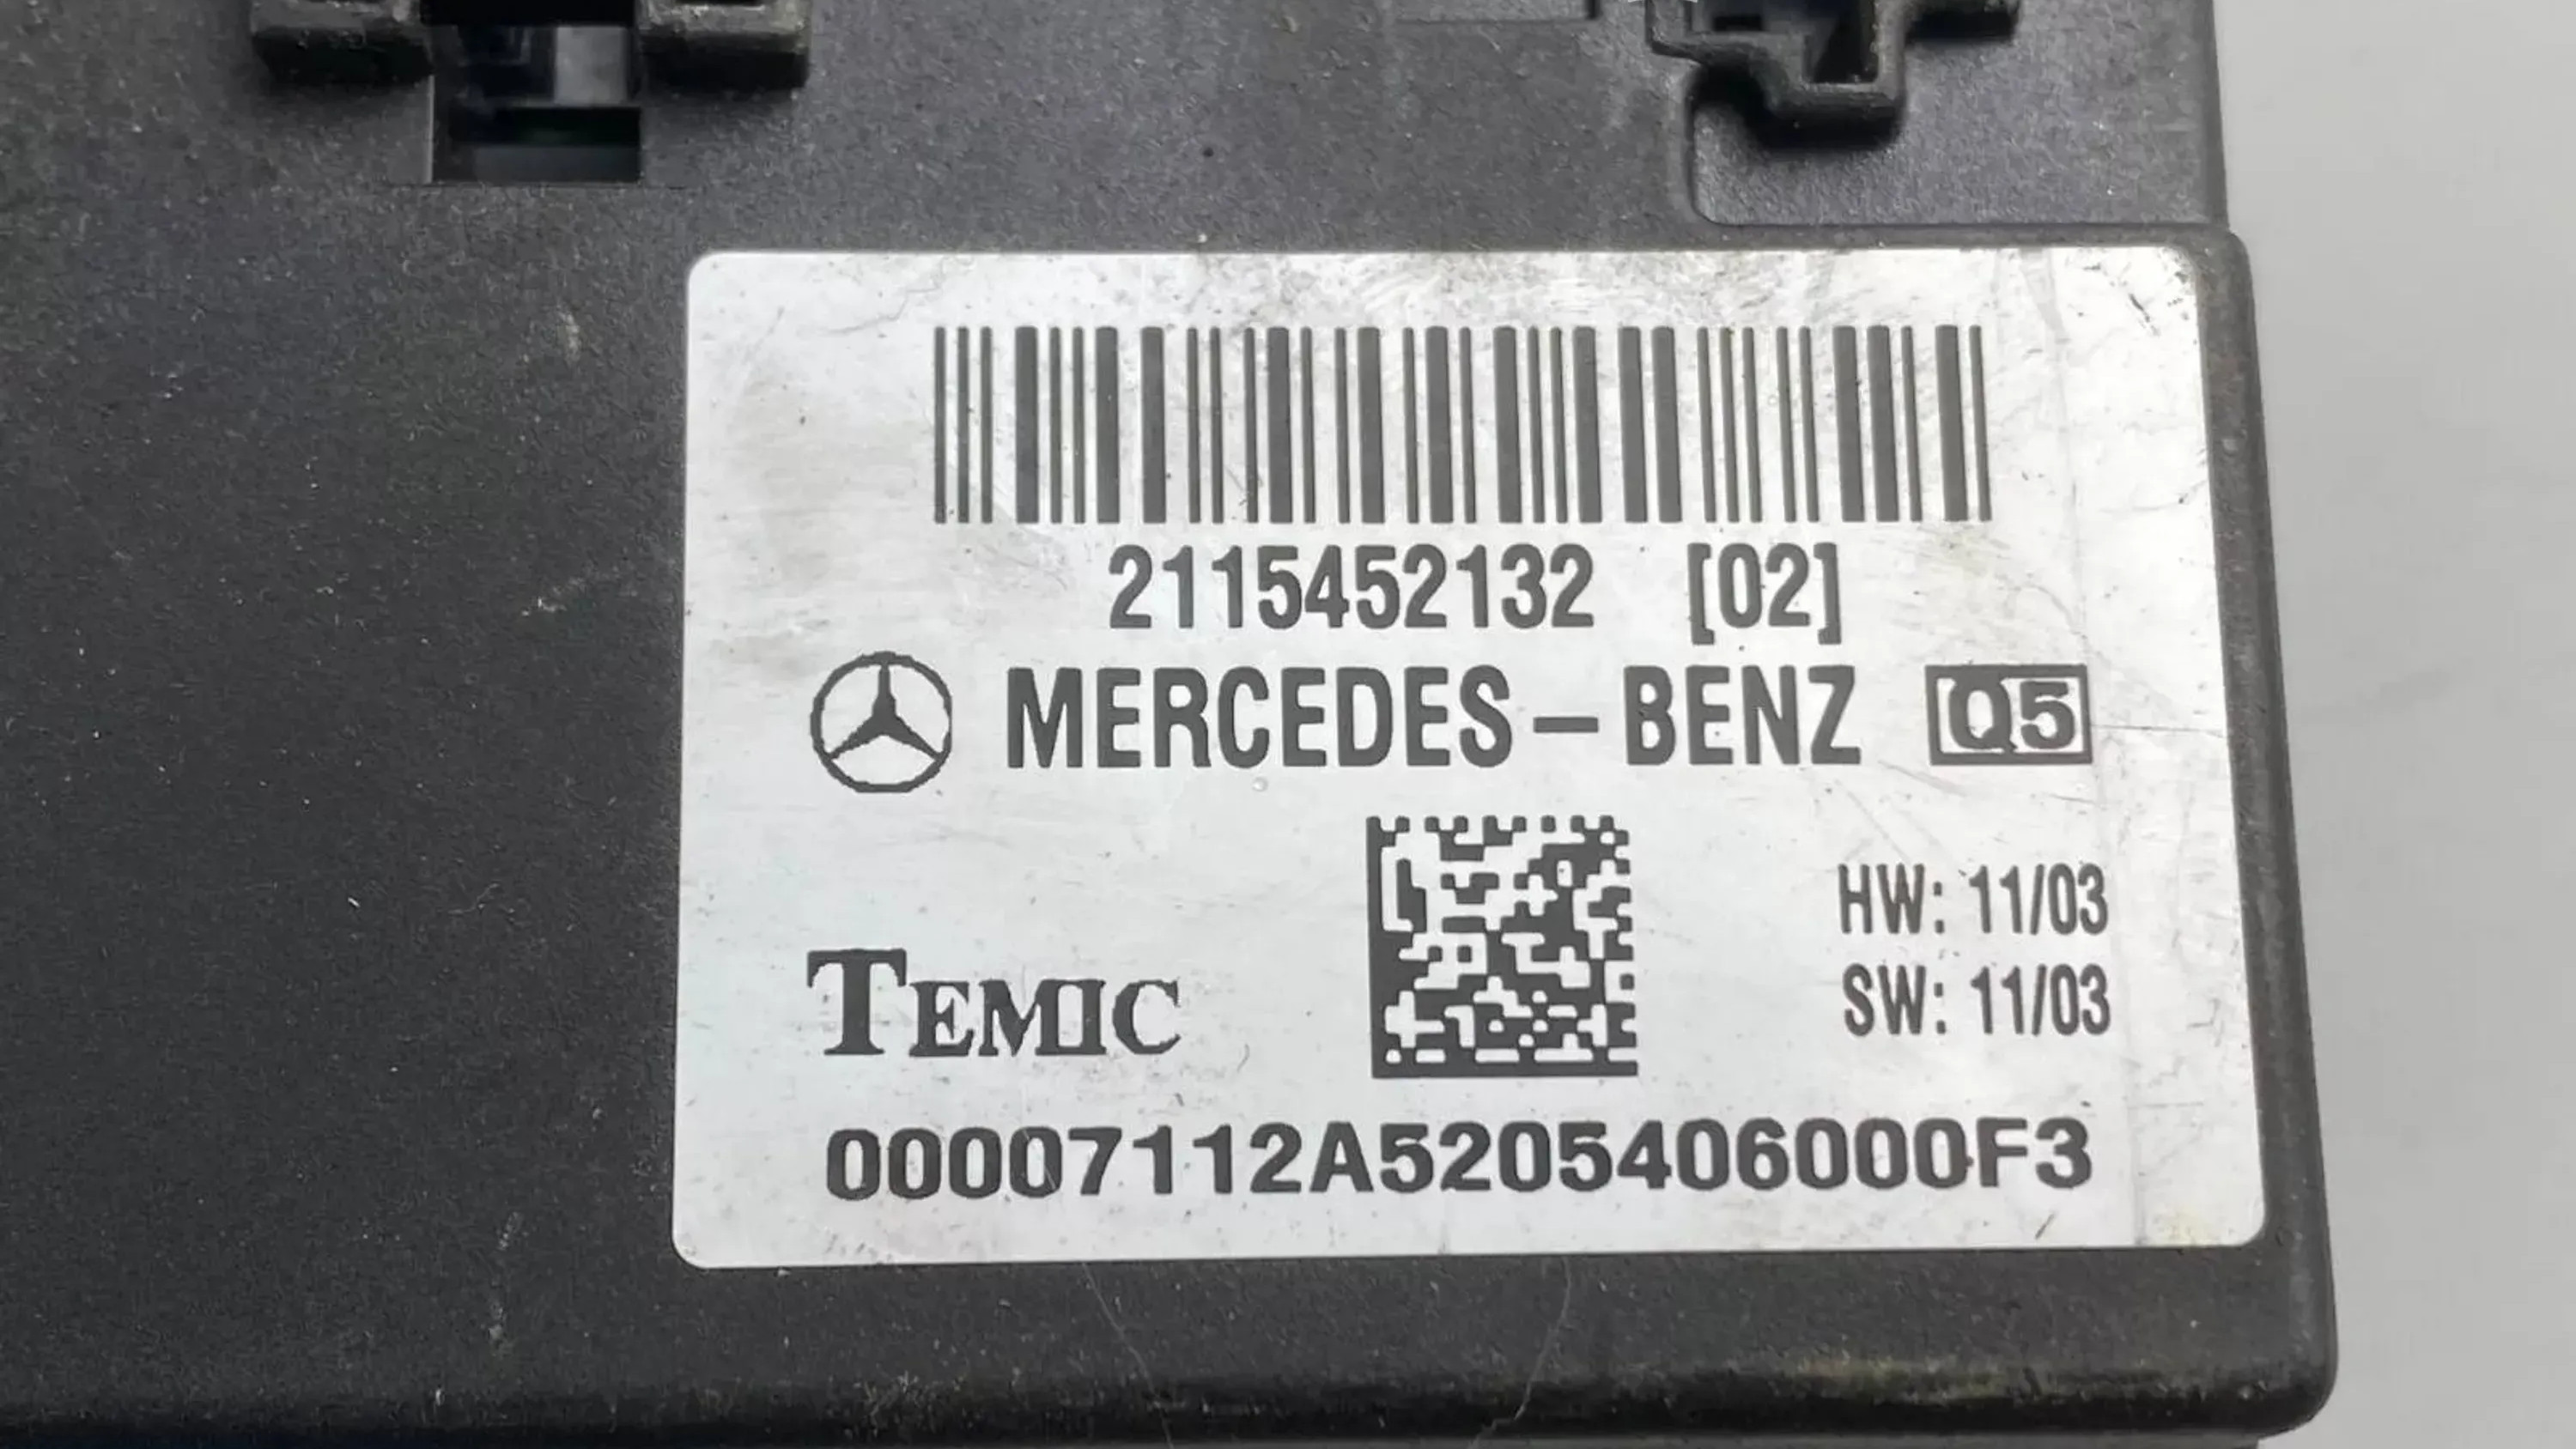 2115452132 [02]
MERCEDES-BENZ Q5
HW: 11/03
SW: 11/03
TEMIC
00007112A5205406000F3